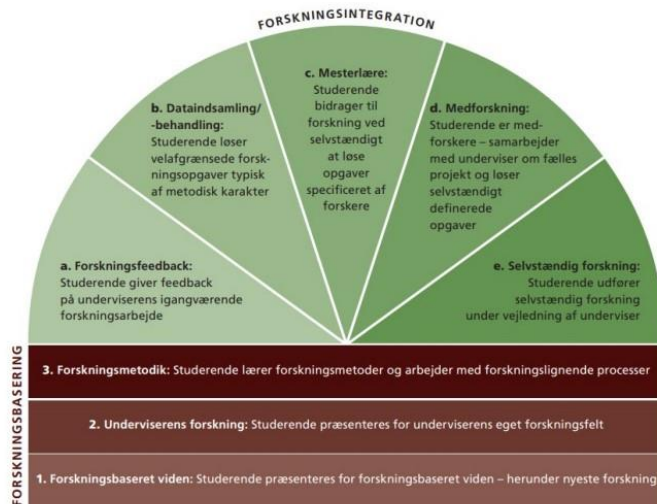 FORSKNINGSINTEGRATION
a. Forskningsfeedback:
Studerende giver feedback
på underviserens igangværende
forskningsarbejde
b. Dataindsamling/
-behandling:
Studerende løser
velafgrænsede forsk-
ningsopgaver typisk
af metodisk karakter
c. Mesterlære:
Studerende
bidrager til
forskning ved
selvstændigt
at løse
opgaver
specificeret af
forskere
d. Medforskning:
Studerende er med-
forskere – samarbejder
med underviser om fælles
projekt og løser
selvstændigt
definerede
opgaver
e. Selvstændig forskning:
Studerende udfører
selvstændig forskning
under vejledning af underviser
FORSKNINGSBASERING
3. Forskningsmetodik: Studerende lærer forskningsmetoder og arbejder med forskningslignende processer
2. Underviserens forskning: Studerende præsenteres for underviserens eget forskningsfelt
1. Forskningsbaseret viden: Studerende præsenteres for forskningsbaseret viden – herunder nyeste forskning